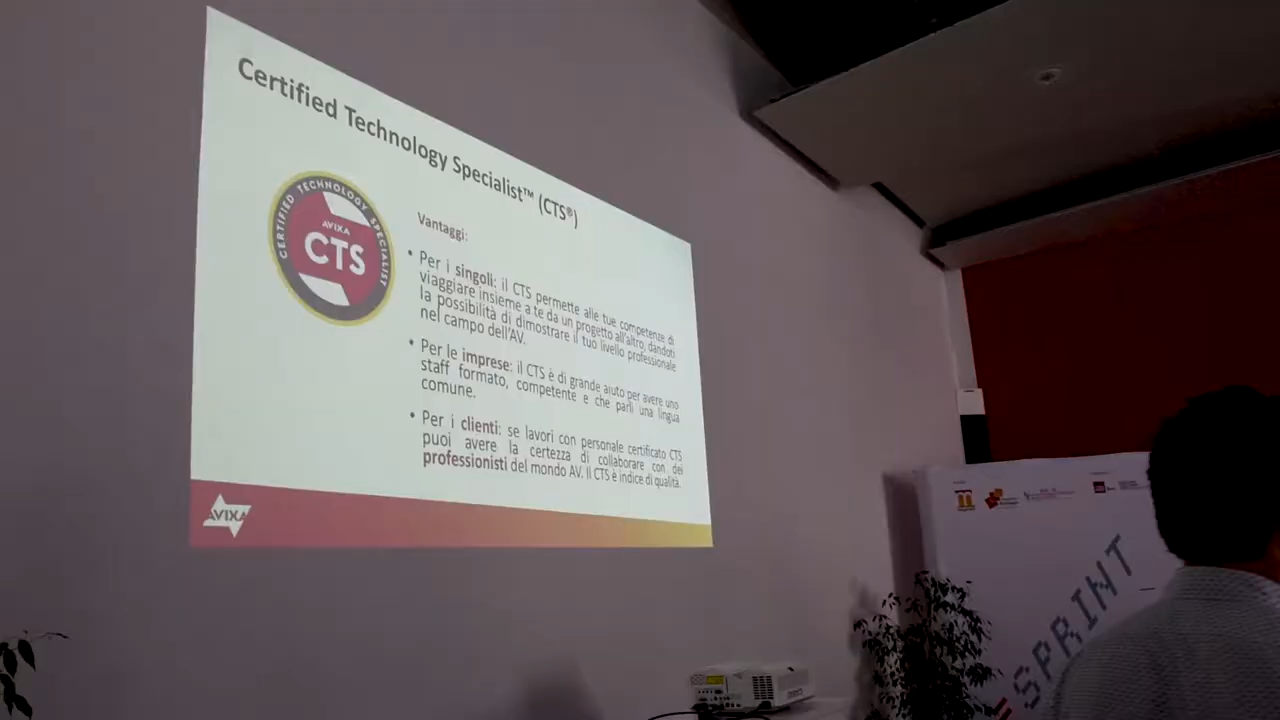 Certified Technology Specialist™ (CTS®)
CERTIFIED TECHNOLOGY SPECIALIST
AVIXA
CTS
Vantaggi:
• Per i singoli: il CTS permette alle tue competenze di
viaggiare insieme a te da un progetto all'altro, dandoti
la possibilità di dimostrare il tuo livello professionale
nel campo dell'AV.
• Per le imprese: il CTS è di grande aiuto per avere uno
staff formato, competente e che parli una lingua
comune.
• Per i clienti: se lavori con personale certificato CTS
puoi avere la certezza di collaborare con dei
professionisti del mondo AV. Il CTS è indice di qualità.
AVIXA
SPRINT